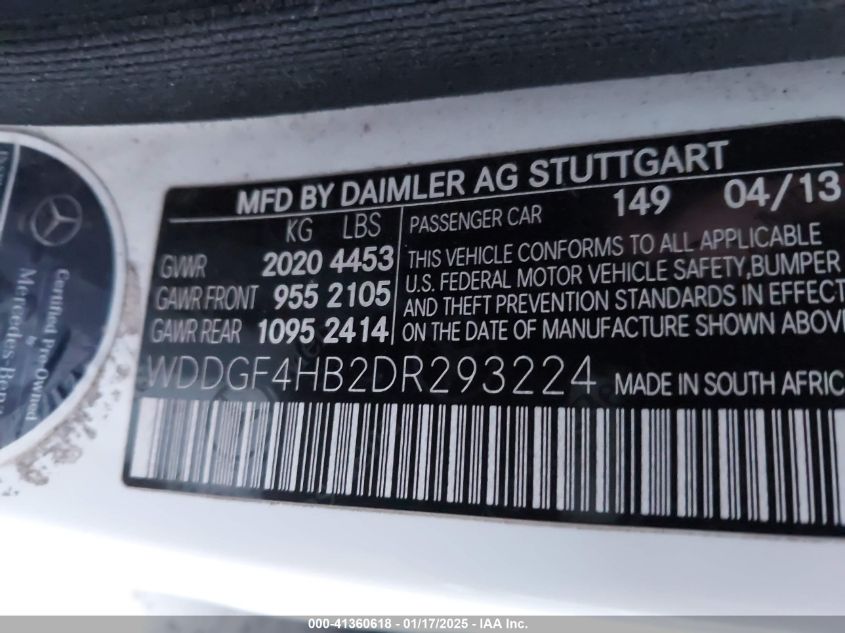 MFD BY DAIMLER AG STUTTGART
KG LBS
GVWR 2020 4453
GAWR FRONT 955 2105
GAWR REAR 1095 2414
PASSENGER CAR 149 04/13
THIS VEHICLE CONFORMS TO ALL APPLICABLE
U.S. FEDERAL MOTOR VEHICLE SAFETY,BUMPER
AND THEFT PREVENTION STANDARDS IN EFFECT
ON THE DATE OF MANUFACTURE SHOWN ABOV
WDDGF4HB2DR293224 MADE IN SOUTH AFRIC
Certified Pre-Owned
by
Mercedes-Benz
000-41360618 - 01/17/2025 - IAA Inc.